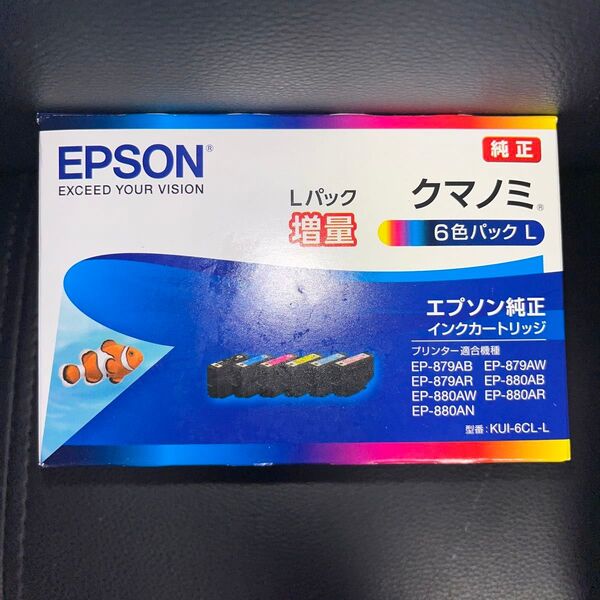 EPSON®
EXCEED YOUR VISION
純正
Lパック
増量
クマノミ®
6色パック L
エプソン純正
インクカートリッジ
プリンター適合機種
EP-879AB EP-879AW
EP-879AR EP-880AB
EP-880AW EP-880AR
EP-880AN
型番:KUI-6CL-L